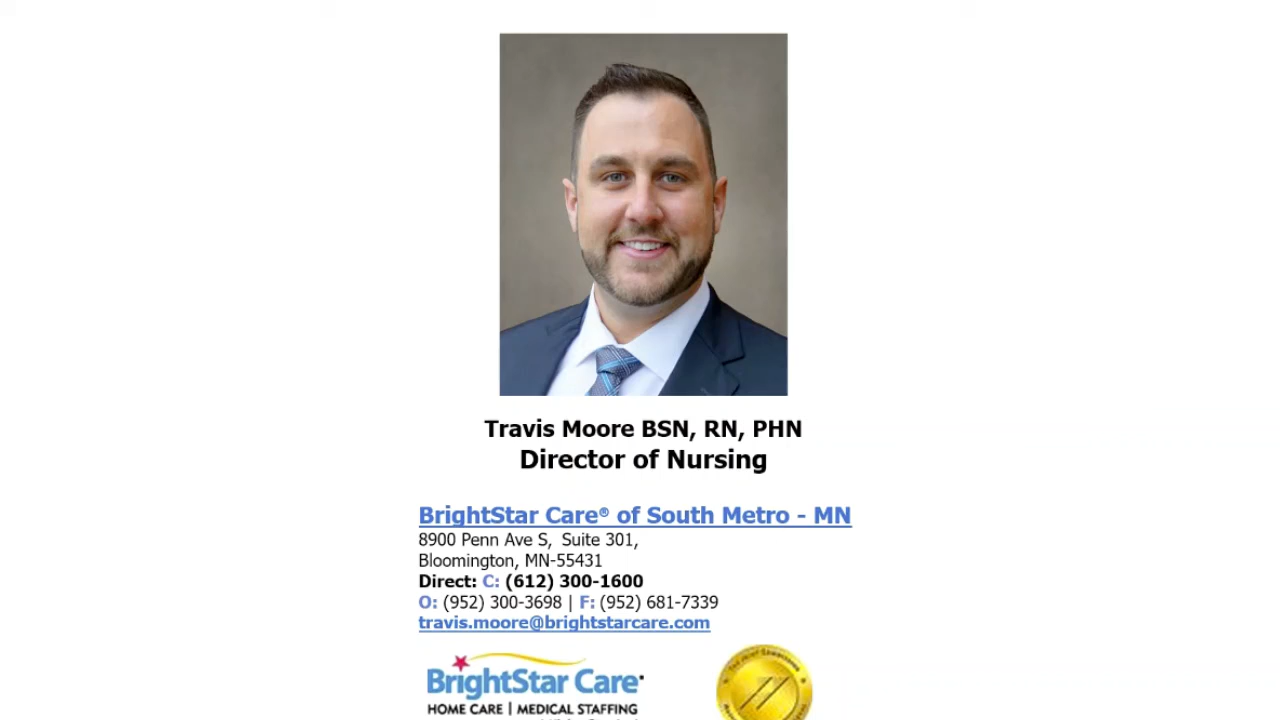 Travis Moore BSN, RN, PHN
Director of Nursing
BrightStar Care® of South Metro - MN
8900 Penn Ave S, Suite 301,
Bloomington, MN-55431
Direct: C: (612) 300-1600
O: (952) 300-3698 | F: (952) 681-7339
travis.moore@brightstarcare.com
BrightStar Care
HOME CARE | MEDICAL STAFFING